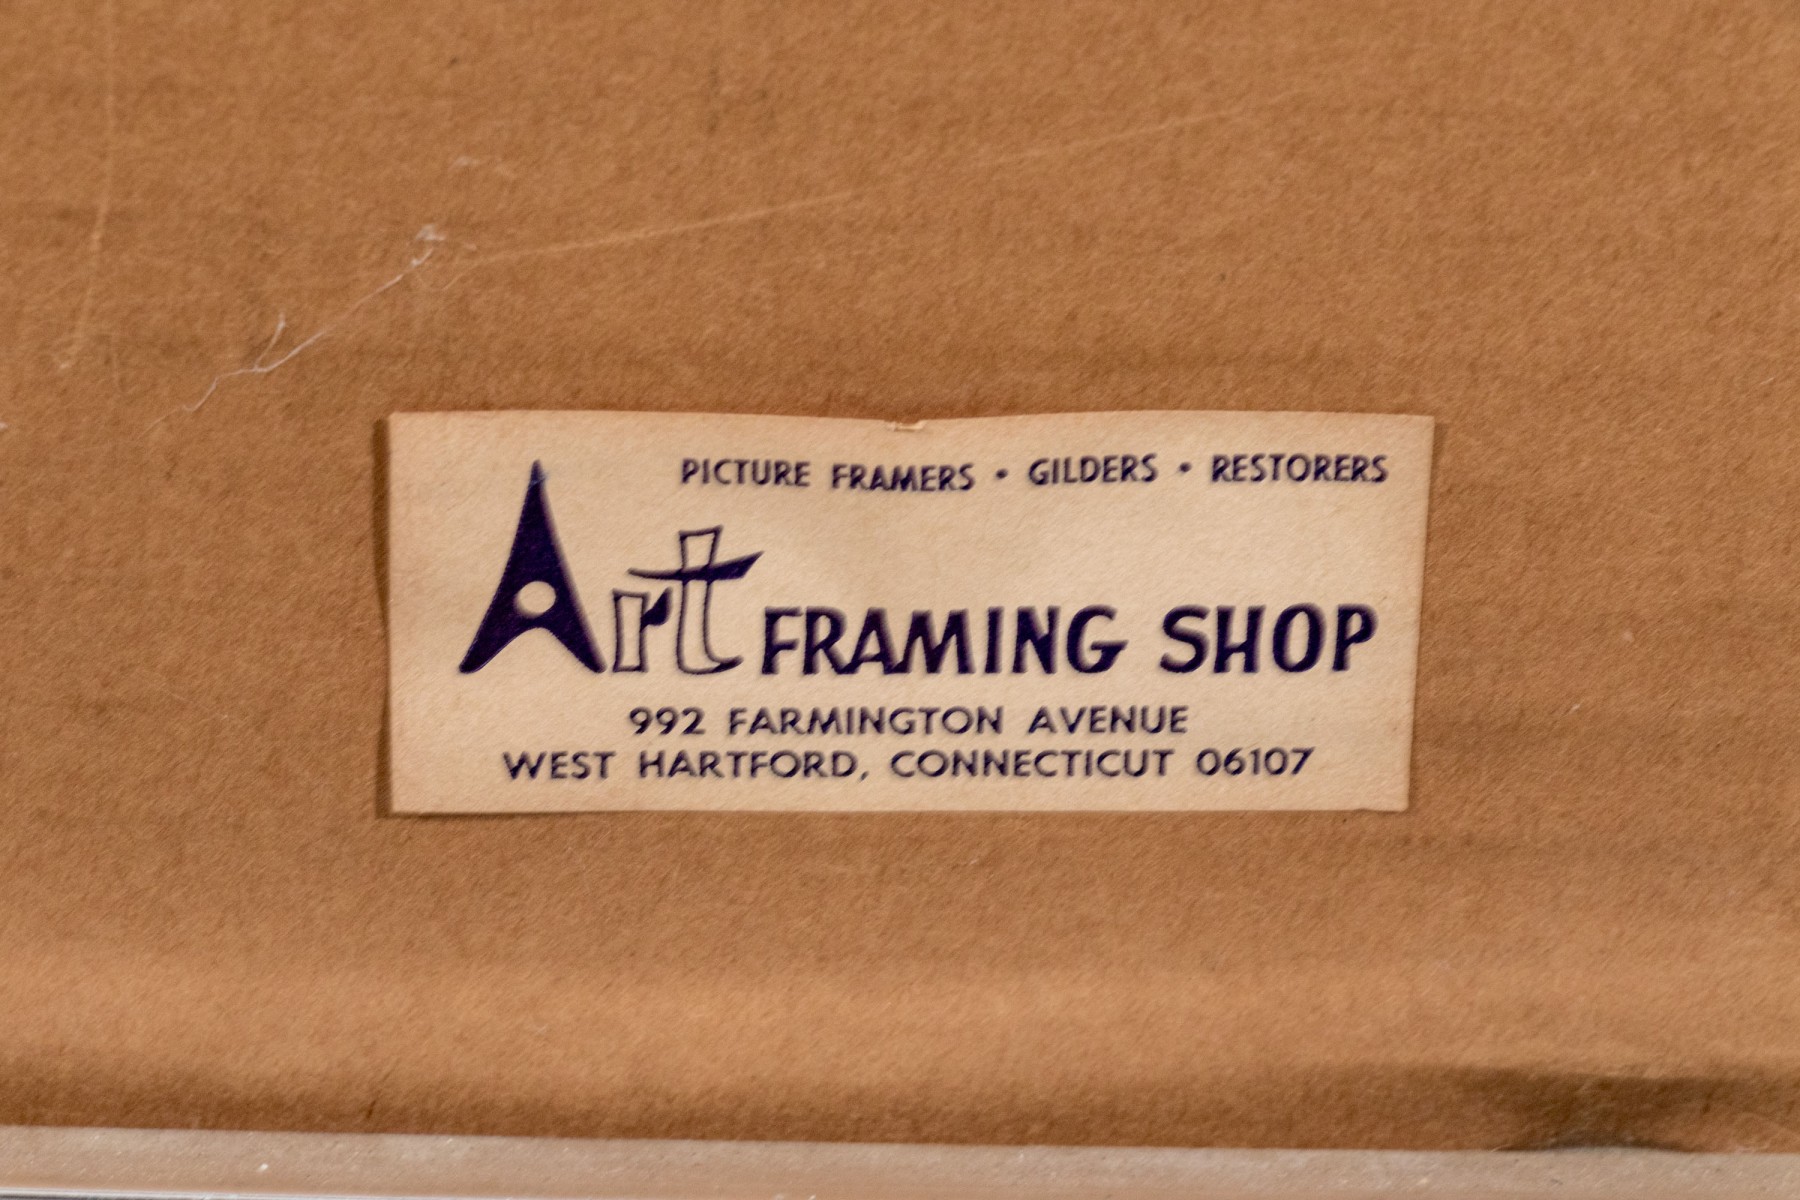 PICTURE FRAMERS • GILDERS • RESTORERS
Art FRAMING SHOP
992 FARMINGTON AVENUE
WEST HARTFORD, CONNECTICUT 06107